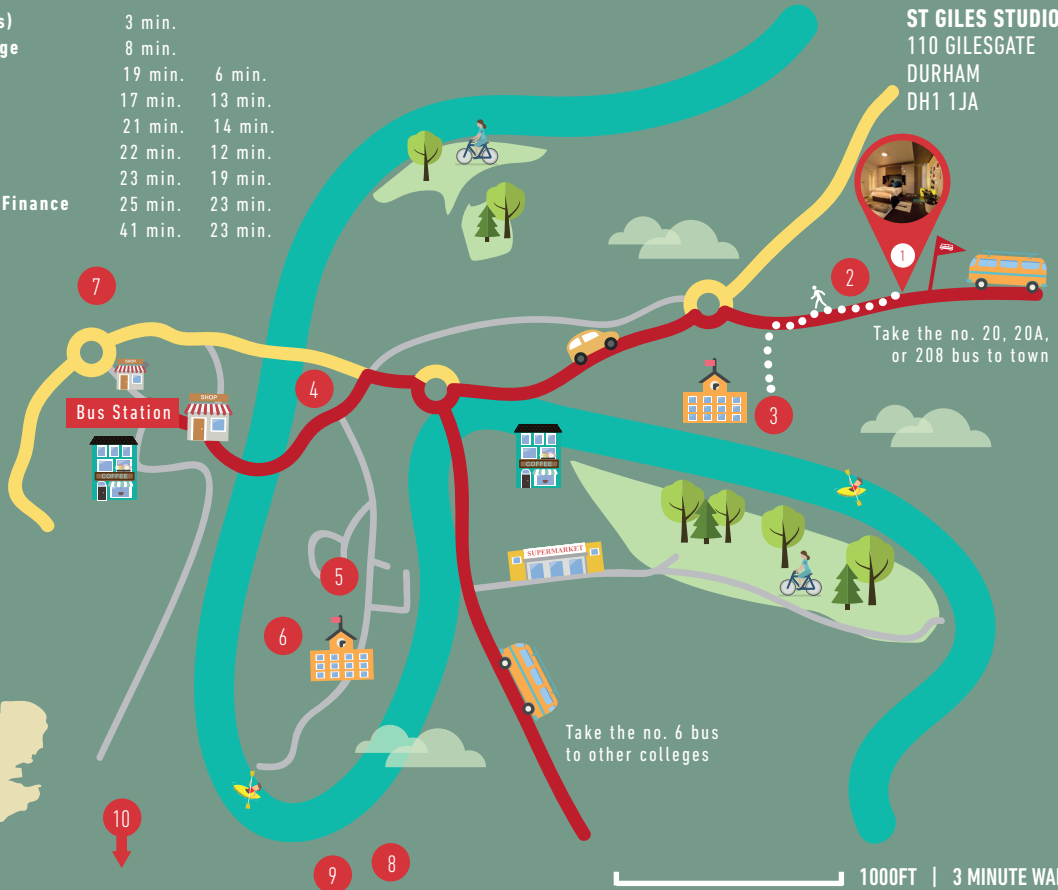 s) 3 min.
ge 8 min.
19 min. 6 min.
17 min. 13 min.
21 min. 14 min.
22 min. 12 min.
23 min. 19 min.
Finance 25 min. 23 min.
41 min. 23 min.
ST GILES STUDIO
110 GILESGATE
DURHAM
DH1 1JA
1
2
Take the no. 20, 20A,
or 208 bus to town
3
7
SHOP
4
SHOP
Bus Station
COFFEE
COFFEE
SUPERMARKET
5
6
Take the no. 6 bus
to other colleges
10
9
8
1000FT | 3 MINUTE WA